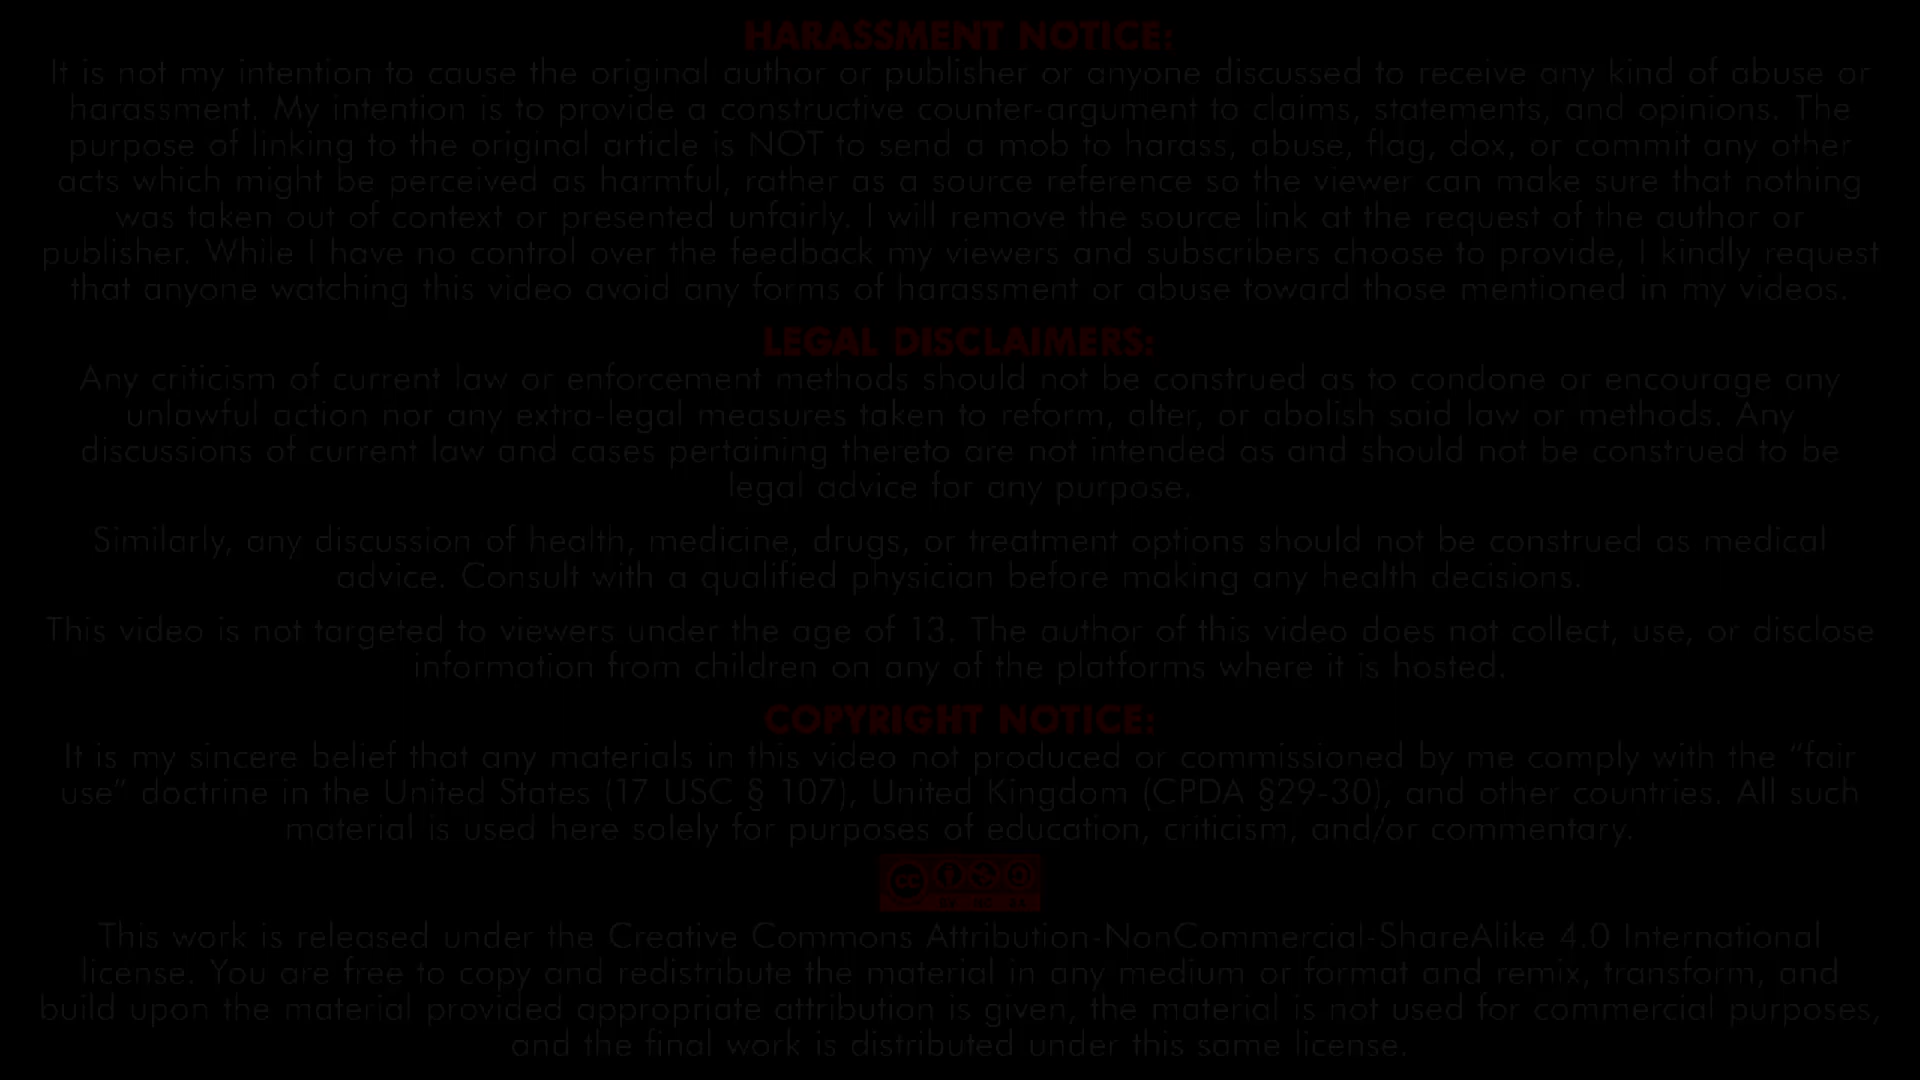 HARASSMENT NOTICE:
It is not my intention to cause the original author or publisher or anyone discussed to receive any kind of abuse or
harassment. My intention is to provide a constructive counter-argument to claims, statements, and opinions. The
purpose of linking to the original article is NOT to send a mob to harass, abuse, flag, dox, or commit any other
acts which might be perceived as harmful, rather as a source reference so the viewer can make sure that nothing
was taken out of context or presented unfairly. I will remove the source link at the request of the author or
publisher. While I have no control over the feedback my viewers and subscribers choose to provide, I kindly request
that anyone watching this video avoid any forms of harassment or abuse toward those mentioned in my videos.
LEGAL DISCLAIMERS:
Any criticism of current law or enforcement methods should not be construed as to condone or encourage any
unlawful action nor any extra-legal measures taken to reform, alter, or abolish said law or methods. Any
discussions of current law and cases pertaining thereto are not intended as and should not be construed to be
legal advice for any purpose.
Similarly, any discussion of health, medicine, drugs, or treatment options should not be construed as medical
advice. Consult with a qualified physician before making any health decisions.
This video is not targeted to viewers under the age of 13. The author of this video does not collect, use, or disclose
information from children on any of the platforms where it is hosted.
COPYRIGHT NOTICE:
It is my sincere belief that any materials in this video not produced or commissioned by me comply with the “fair
use” doctrine in the United States (17 USC § 107), United Kingdom (CPDA §29-30), and other countries. All such
material is used here solely for purposes of education, criticism, and/or commentary.
cc
BY NC SA
This work is released under the Creative Commons Attribution-NonCommercial-ShareAlike 4.0 International
license. You are free to copy and redistribute the material in any medium or format and remix, transform, and
build upon the material provided appropriate attribution is given, the material is not used for commercial purposes,
and the final work is distributed under this same license.